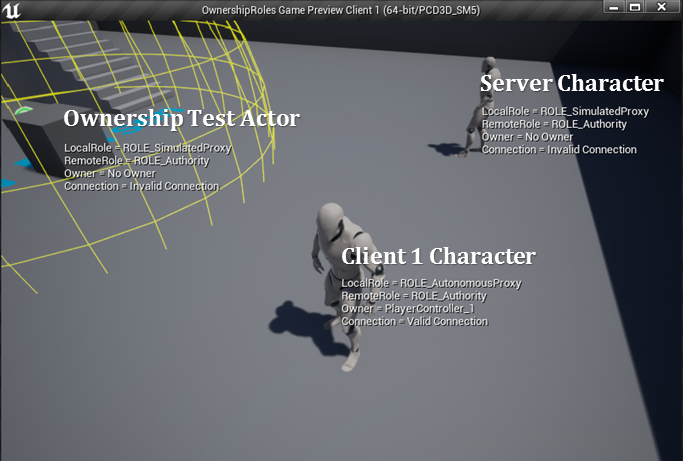 OwnershipRoles Game Preview Client 1 (64-bit/PCD3D_SM5)
Server Character
LocalRole = ROLE_SimulatedProxy
RemoteRole = ROLE_Authority
Owner = No Owner
Connection = Invalid Connection
Ownership Test Actor
LocalRole = ROLE_SimulatedProxy
RemoteRole = ROLE_Authority
Owner = No Owner
Connection = Invalid Connection
Client 1 Character
LocalRole = ROLE_AutonomousProxy
RemoteRole = ROLE_Authority
Owner = PlayerController_1
Connection = Valid Connection